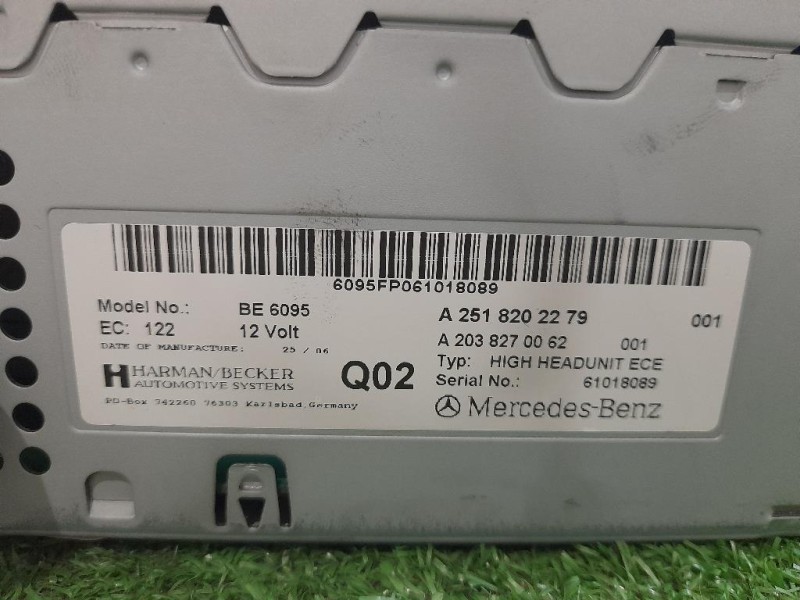 6095FP061018089
Model No.: BE 6095 A 251 820 22 79 001
EC: 122 12 Volt A 203 827 00 62 001
DATE OF MANUFACTURE: 25 / 06 Typ: HIGH HEADUNIT ECE
HARMAN/BECKER Q02 Serial No.: 61018089
AUTOMOTIVE SYSTEMS Mercedes-Benz
PO-Box 742260 76303 Karlsbad, Germany